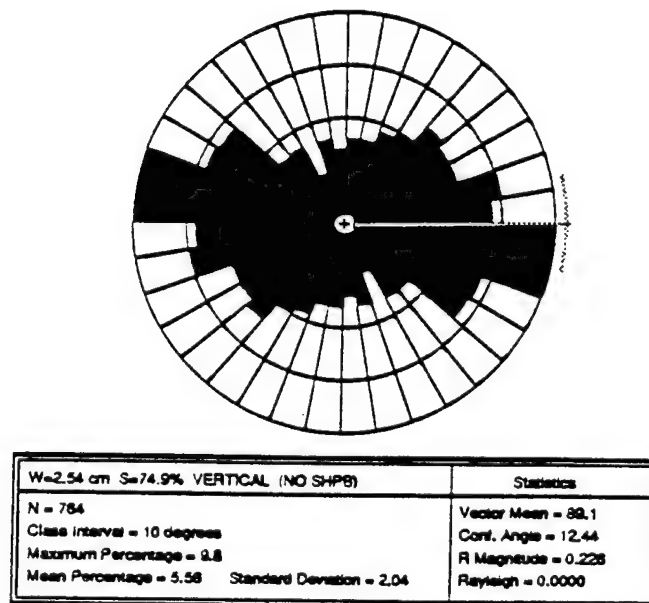 W=2.54 cm S=74.9% VERTICAL (NO SHPB)
Statistics
N = 784
Class Interval = 10 degrees
Maximum Percentage = 9.8
Mean Percentage = 5.56 Standard Deviation = 2.04
Vector Mean = 89.1
Conf. Angle = 12.44
R Magnitude = 0.226
Rayleigh = 0.0000